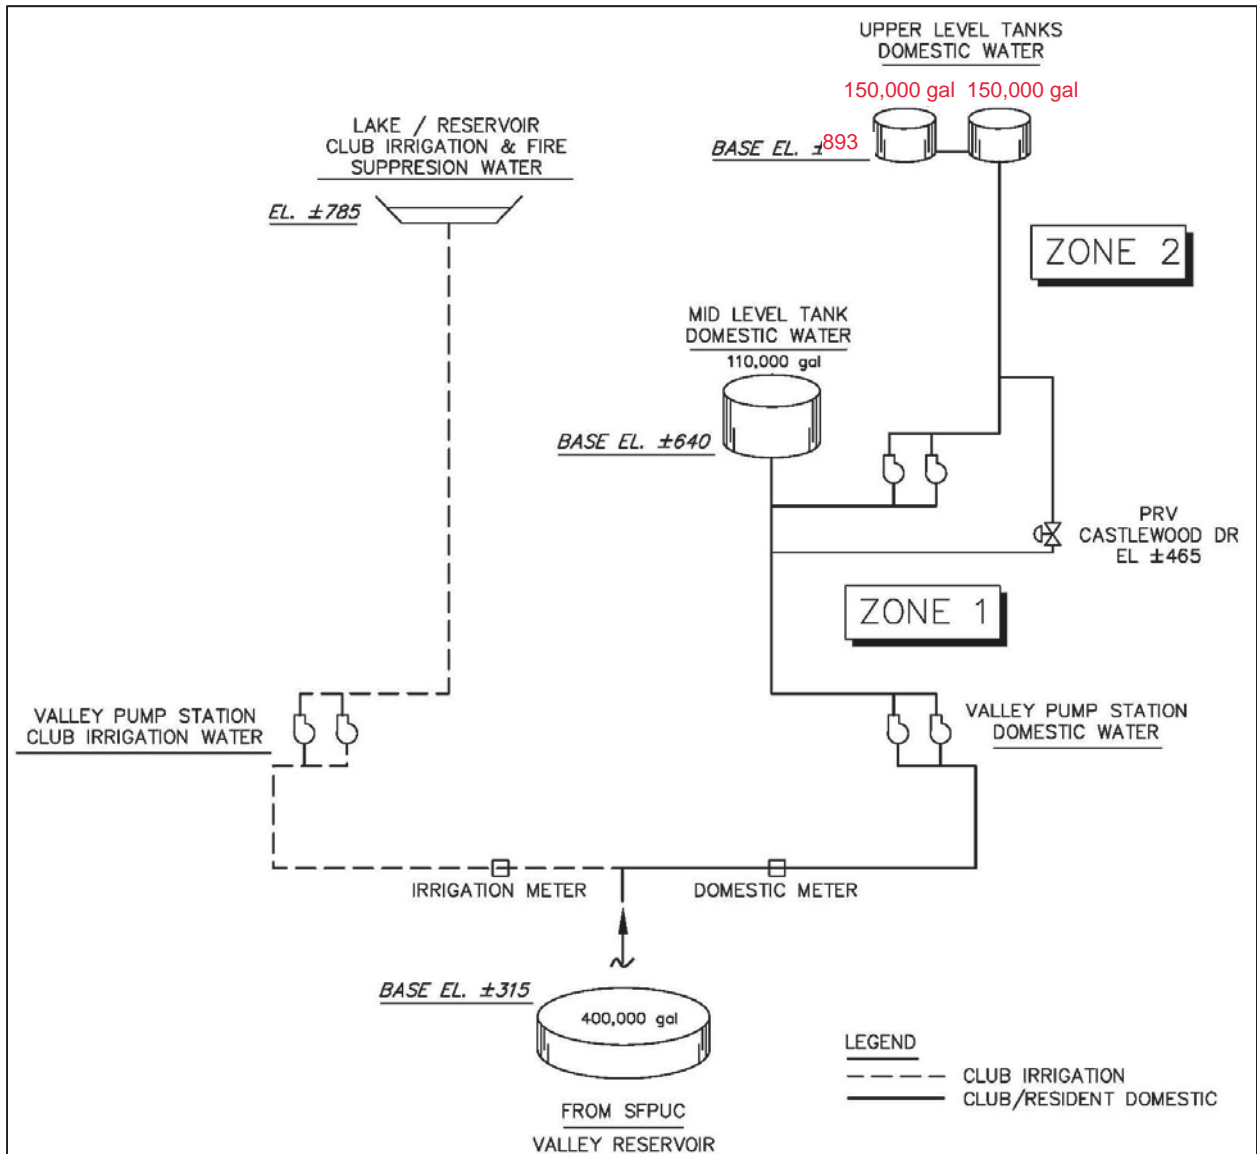 UPPER LEVEL TANKS
DOMESTIC WATER
150,000 gal 150,000 gal
BASE EL. ±893
LAKE / RESERVOIR
CLUB IRRIGATION & FIRE
SUPPRESION WATER
EL. ±785
ZONE 2
MID LEVEL TANK
DOMESTIC WATER
110,000 gal
BASE EL. ±640
PRV
CASTLEWOOD DR
EL ±465
ZONE 1
VALLEY PUMP STATION
CLUB IRRIGATION WATER
VALLEY PUMP STATION
DOMESTIC WATER
IRRIGATION METER
DOMESTIC METER
BASE EL. ±315
400,000 gal
FROM SFPUC
VALLEY RESERVOIR
LEGEND
CLUB IRRIGATION
CLUB/RESIDENT DOMESTIC